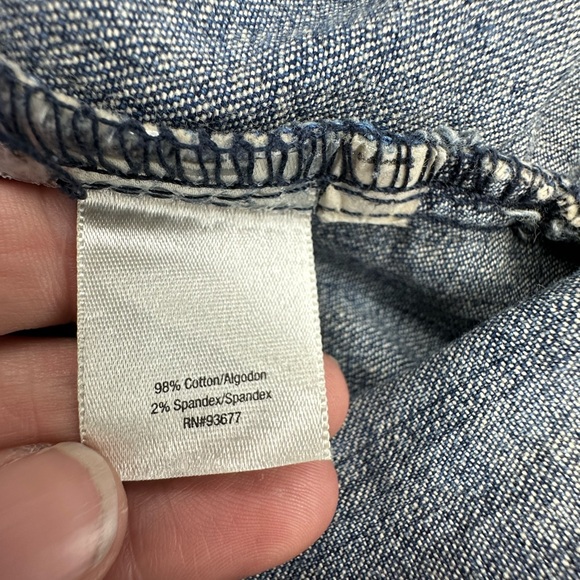 98% Cotton/Algodon
2% Spandex/Spandex
RN#93677